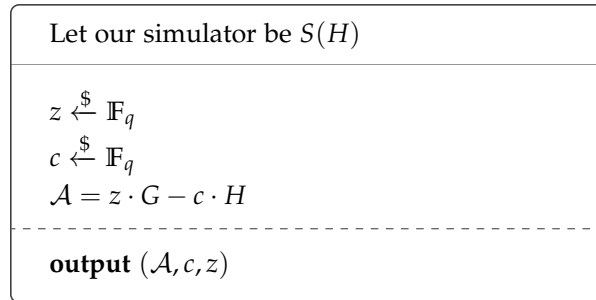 Let our simulator be S(H)
z ←$ 𝔽q
c ←$ 𝔽q
𝒜 = z · G − c · H
output (𝒜, c, z)